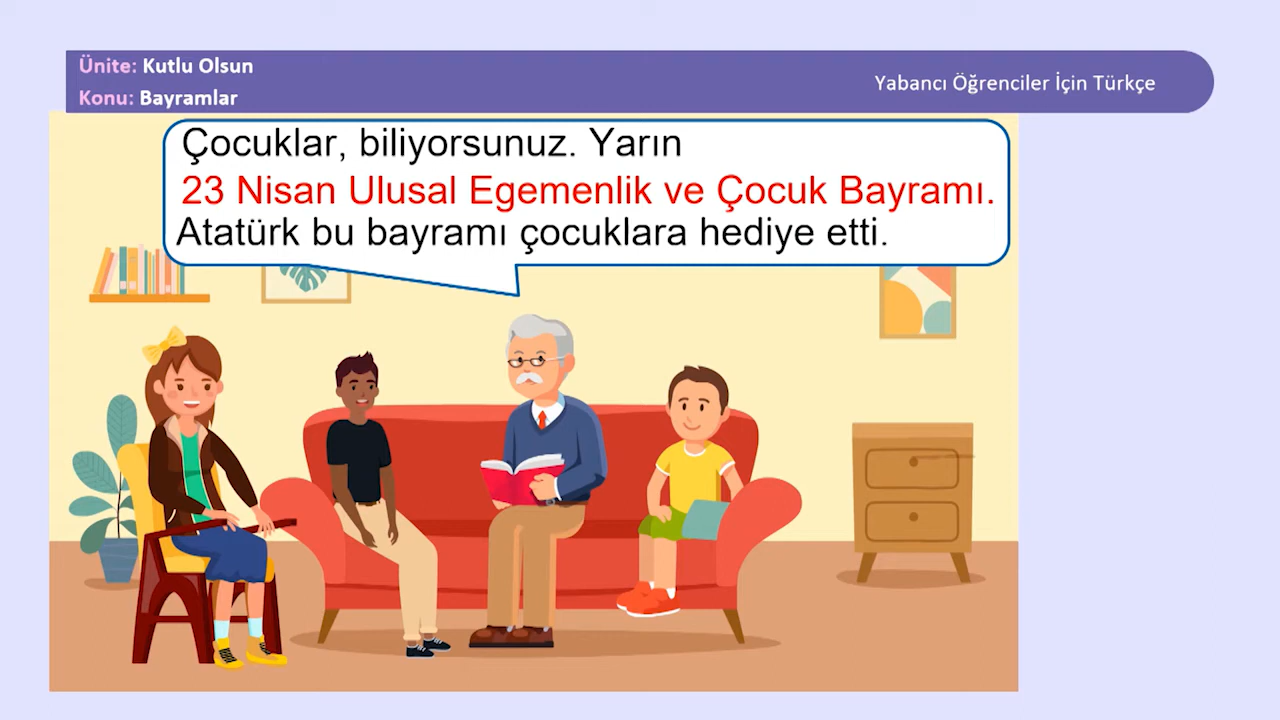 Ünite: Kutlu Olsun
Konu: Bayramlar
Yabancı Öğrenciler İçin Türkçe
Çocuklar, biliyorsunuz. Yarın
23 Nisan Ulusal Egemenlik ve Çocuk Bayramı.
Atatürk bu bayramı çocuklara hediye etti.